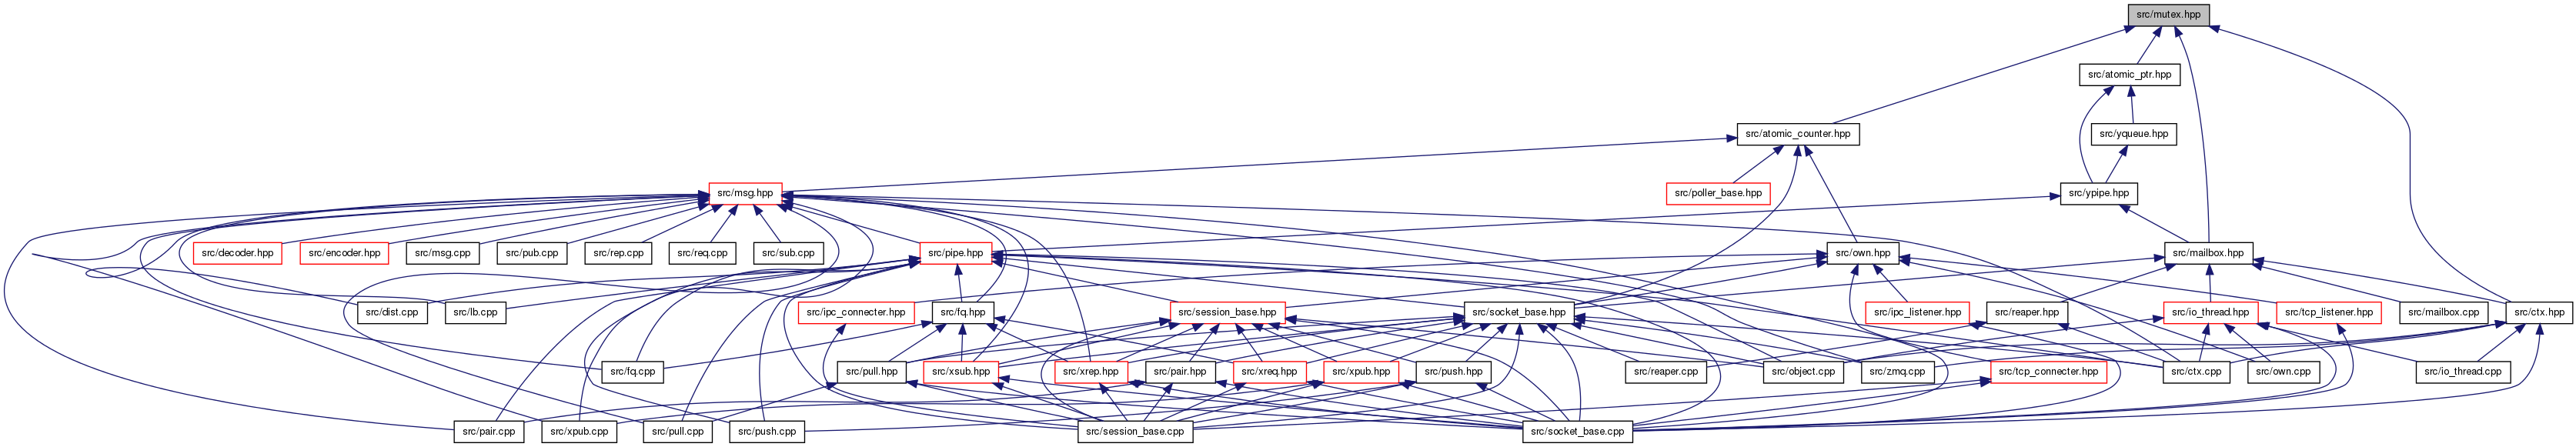 src/mutex.hpp
src/atomic_ptr.hpp
src/atomic_counter.hpp
src/yqueue.hpp
src/msg.hpp
src/poller_base.hpp
src/ypipe.hpp
src/decoder.hpp
src/encoder.hpp
src/msg.cpp
src/pub.cpp
src/rep.cpp
src/req.cpp
src/sub.cpp
src/pipe.hpp
src/own.hpp
src/mailbox.hpp
src/dist.cpp
src/lb.cpp
src/ipc_connecter.hpp
src/fq.hpp
src/session_base.hpp
src/socket_base.hpp
src/ipc_listener.hpp
src/reaper.hpp
src/io_thread.hpp
src/tcp_listener.hpp
src/mailbox.cpp
src/ctx.hpp
src/fq.cpp
src/pull.hpp
src/xsub.hpp
src/xrep.hpp
src/pair.hpp
src/xreq.hpp
src/xpub.hpp
src/push.hpp
src/reaper.cpp
src/object.cpp
src/zmq.cpp
src/tcp_connecter.hpp
src/ctx.cpp
src/own.cpp
src/io_thread.cpp
src/pair.cpp
src/xpub.cpp
src/pull.cpp
src/push.cpp
src/session_base.cpp
src/socket_base.cpp